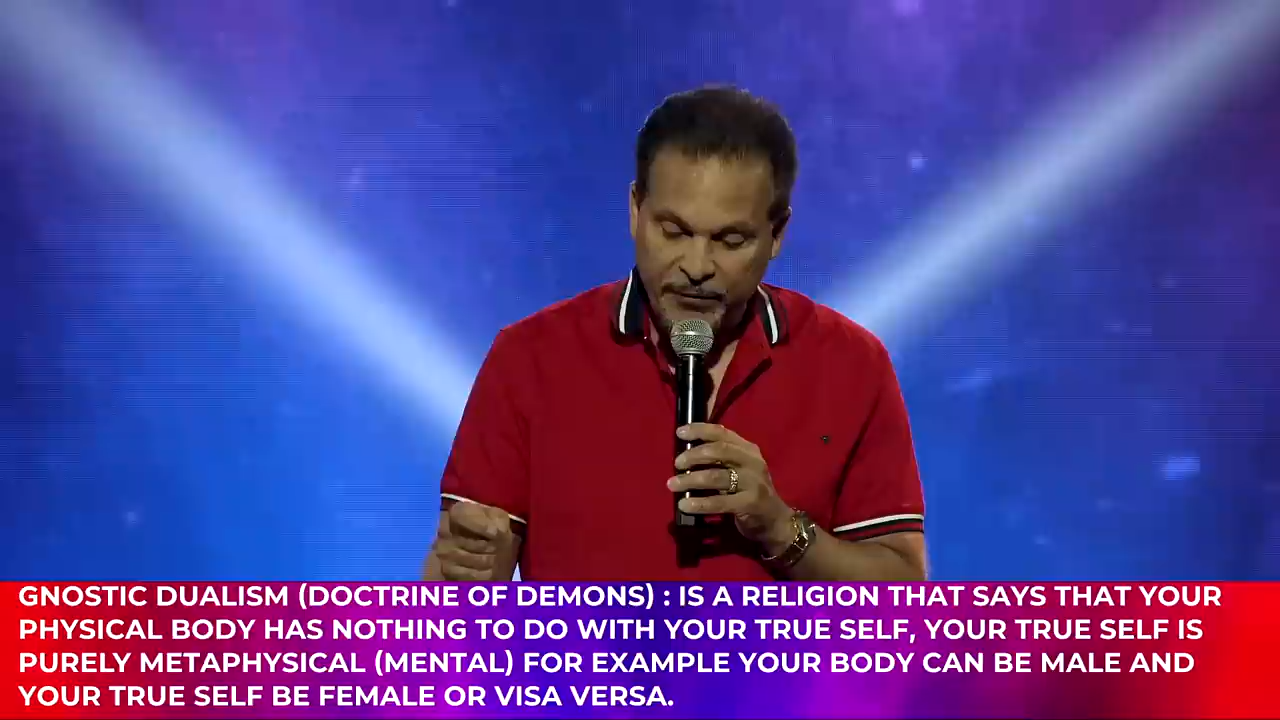 GNOSTIC DUALISM (DOCTRINE OF DEMONS) : IS A RELIGION THAT SAYS THAT YOUR
PHYSICAL BODY HAS NOTHING TO DO WITH YOUR TRUE SELF, YOUR TRUE SELF IS
PURELY METAPHYSICAL (MENTAL) FOR EXAMPLE YOUR BODY CAN BE MALE AND
YOUR TRUE SELF BE FEMALE OR VISA VERSA.